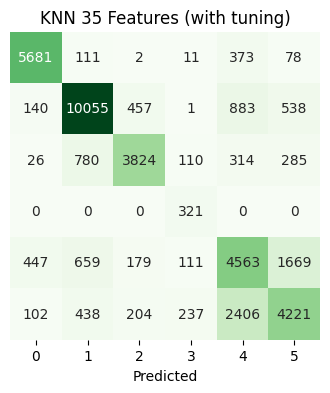 KNN 35 Features (with tuning)
5681 111 2 11 373 78
140 10055 457 1 883 538
26 780 3824 110 314 285
0 0 0 321 0 0
447 659 179 111 4563 1669
102 438 204 237 2406 4221
0 1 2 3 4 5
Predicted